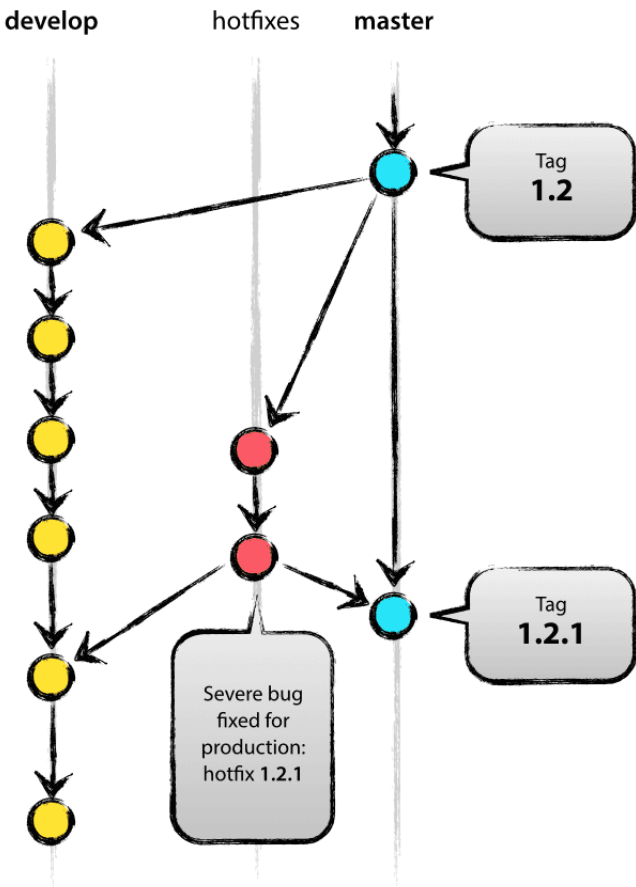 develop hotfixes master
Tag
1.2
Tag
1.2.1
Severe bug
fixed for
production:
hotfix 1.2.1